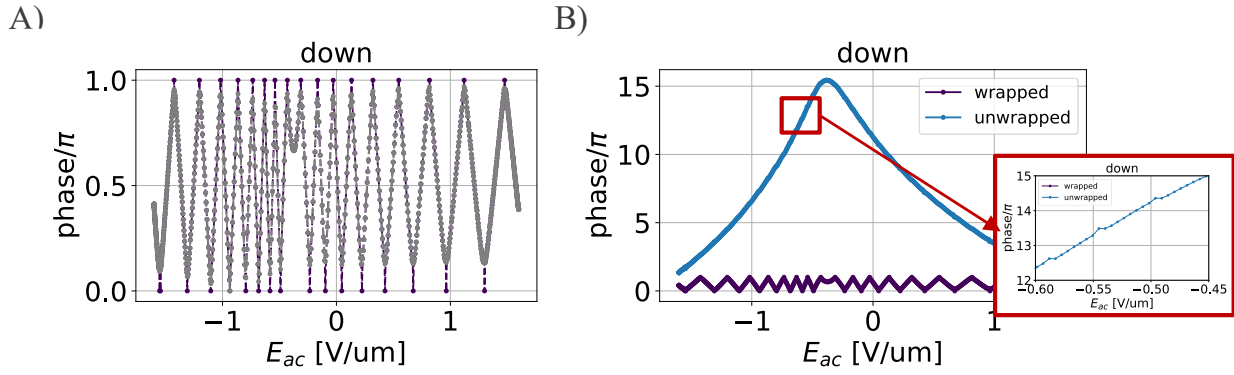 A)
B)
down
phase/π
1.0
0.5
0.0
−1
0
1
E_ac [V/um]
down
phase/π
15
10
5
0
−1
0
1
E_ac [V/um]
wrapped
unwrapped
down
phase/π
15
14
13
12
wrapped
unwrapped
−0.60
−0.55
−0.50
−0.45
E_ac [V/um]